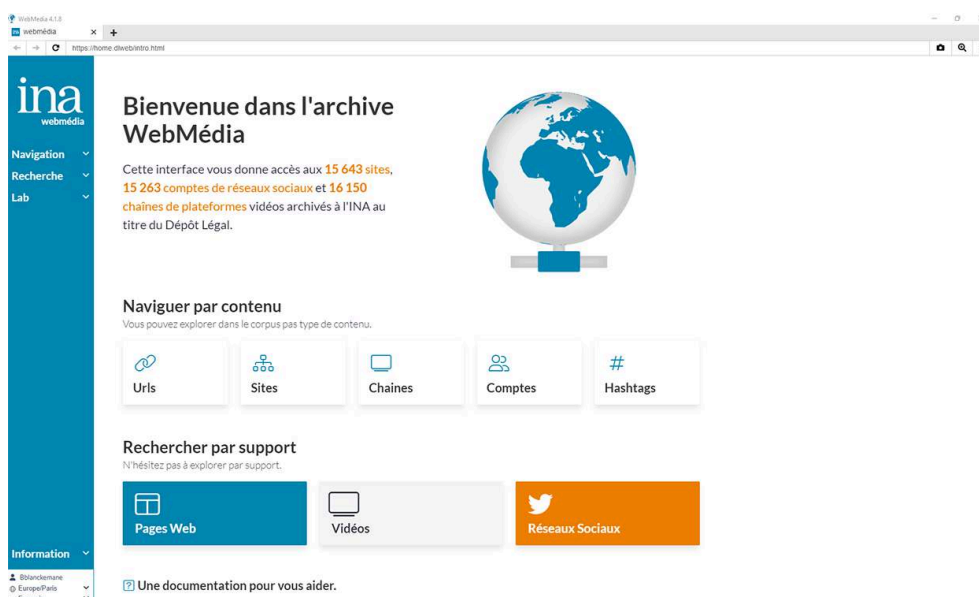 WebMedia 4.1.8
ina webmédia × +
https://home.dlweb/intro.html
ina
webmédia
Navigation
Recherche
Lab
Bienvenue dans l'archive
WebMédia
Cette interface vous donne accès aux 15 643 sites,
15 263 comptes de réseaux sociaux et 16 150
chaînes de plateformes vidéos archivés à l'INA au
titre du Dépôt Légal.
Naviguer par contenu
Vous pouvez explorer dans le corpus pas type de contenu.
Urls
Sites
Chaines
Comptes
# 
Hashtags
Rechercher par support
N'hésitez pas à explorer par support.
Pages Web
Vidéos
Réseaux Sociaux
Information
Bblanckemane
Europe/Paris
? Une documentation pour vous aider.